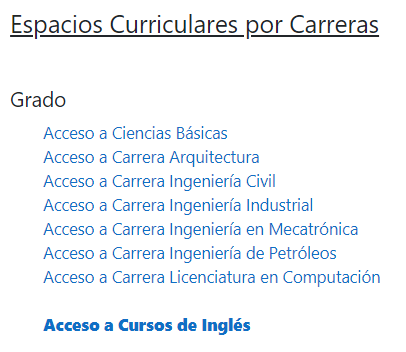 Espacios Curriculares por Carreras
Grado
Acceso a Ciencias Básicas
Acceso a Carrera Arquitectura
Acceso a Carrera Ingeniería Civil
Acceso a Carrera Ingeniería Industrial
Acceso a Carrera Ingeniería en Mecatrónica
Acceso a Carrera Ingeniería de Petróleos
Acceso a Carrera Licenciatura en Computación
Acceso a Cursos de Inglés